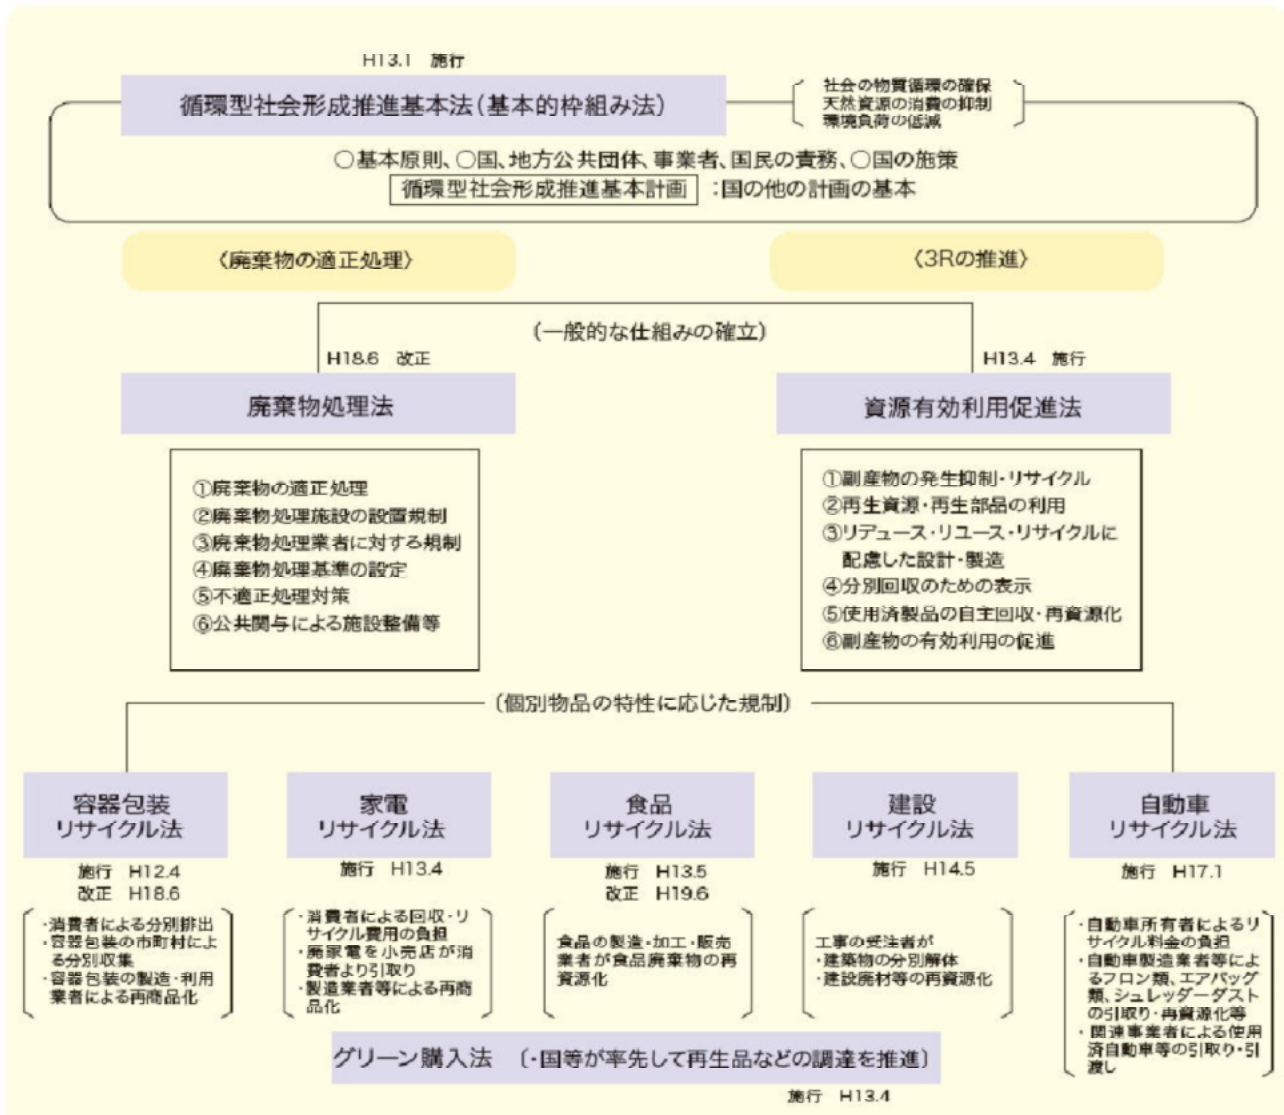 H13.1 施行
循環型社会形成推進基本法(基本的枠組み法)
社会の物質循環の確保
天然資源の消費の抑制
環境負荷の低減
○基本原則、○国、地方公共団体、事業者、国民の責務、○国の施策
循環型社会形成推進基本計画 :国の他の計画の基本
〈廃棄物の適正処理〉
〈3Rの推進〉
〔一般的な仕組みの確立〕
H18.6 改正
H13.4 施行
廃棄物処理法
資源有効利用促進法
①廃棄物の適正処理
②廃棄物処理施設の設置規制
③廃棄物処理業者に対する規制
④廃棄物処理基準の設定
⑤不適正処理対策
⑥公共関与による施設整備等
①副産物の発生抑制・リサイクル
②再生資源・再生部品の利用
③リデュース・リユース・リサイクルに
配慮した設計・製造
④分別回収のための表示
⑤使用済製品の自主回収・再資源化
⑥副産物の有効利用の促進
〔個別物品の特性に応じた規制〕
容器包装
リサイクル法
施行 H12.4
改正 H18.6
・消費者による分別排出
・容器包装の市町村によ
る分別収集
・容器包装の製造・利用
業者による再商品化
家電
リサイクル法
施行 H13.4
・消費者による回収・リ
サイクル費用の負担
・廃家電を小売店が消
費者より引取り
・製造業者等による再商
品化
食品
リサイクル法
施行 H13.5
改正 H19.6
食品の製造・加工・販売
業者が食品廃棄物の再
資源化
建設
リサイクル法
施行 H14.5
工事の受注者が
・建築物の分別解体
・建設廃材等の再資源化
自動車
リサイクル法
施行 H17.1
・自動車所有者によるリ
サイクル料金の負担
・自動車製造業者等によ
るフロン類、エアバッグ
類、シュレッダーダスト
の引取り・再資源化等
・関連事業者による使用
済自動車等の引取り・引
渡し
グリーン購入法 〔・国等が率先して再生品などの調達を推進〕
施行 H13.4